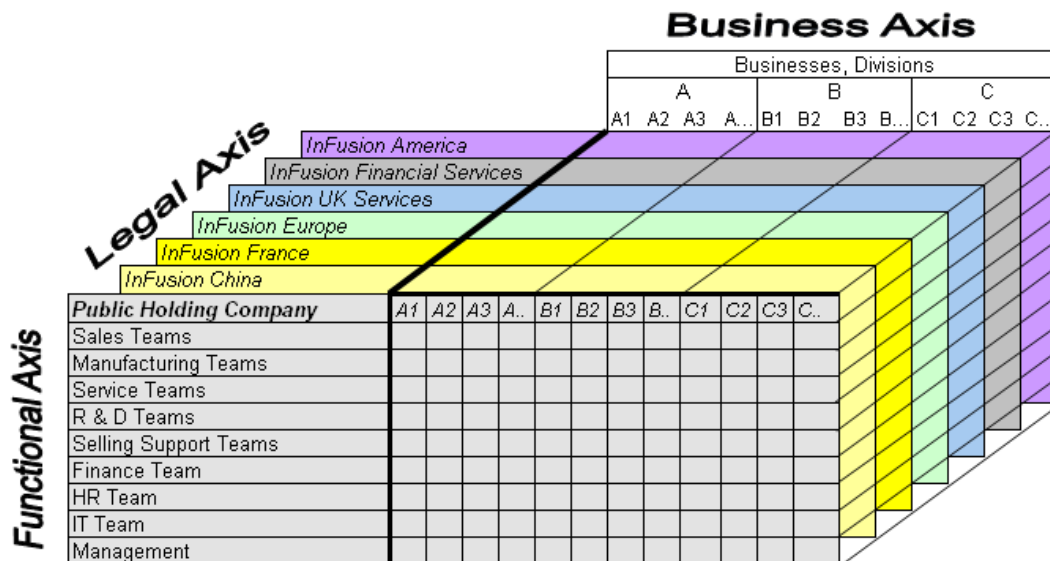 Business Axis
Businesses, Divisions
A B C
A1 A2 A3 A... B1 B2 B3 B... C1 C2 C3 C..
Legal Axis
InFusion America
InFusion Financial Services
InFusion UK Services
InFusion Europe
InFusion France
InFusion China
Public Holding Company A1 A2 A3 A.. B1 B2 B3 B.. C1 C2 C3 C..
Functional Axis
Sales Teams
Manufacturing Teams
Service Teams
R & D Teams
Selling Support Teams
Finance Team
HR Team
IT Team
Management